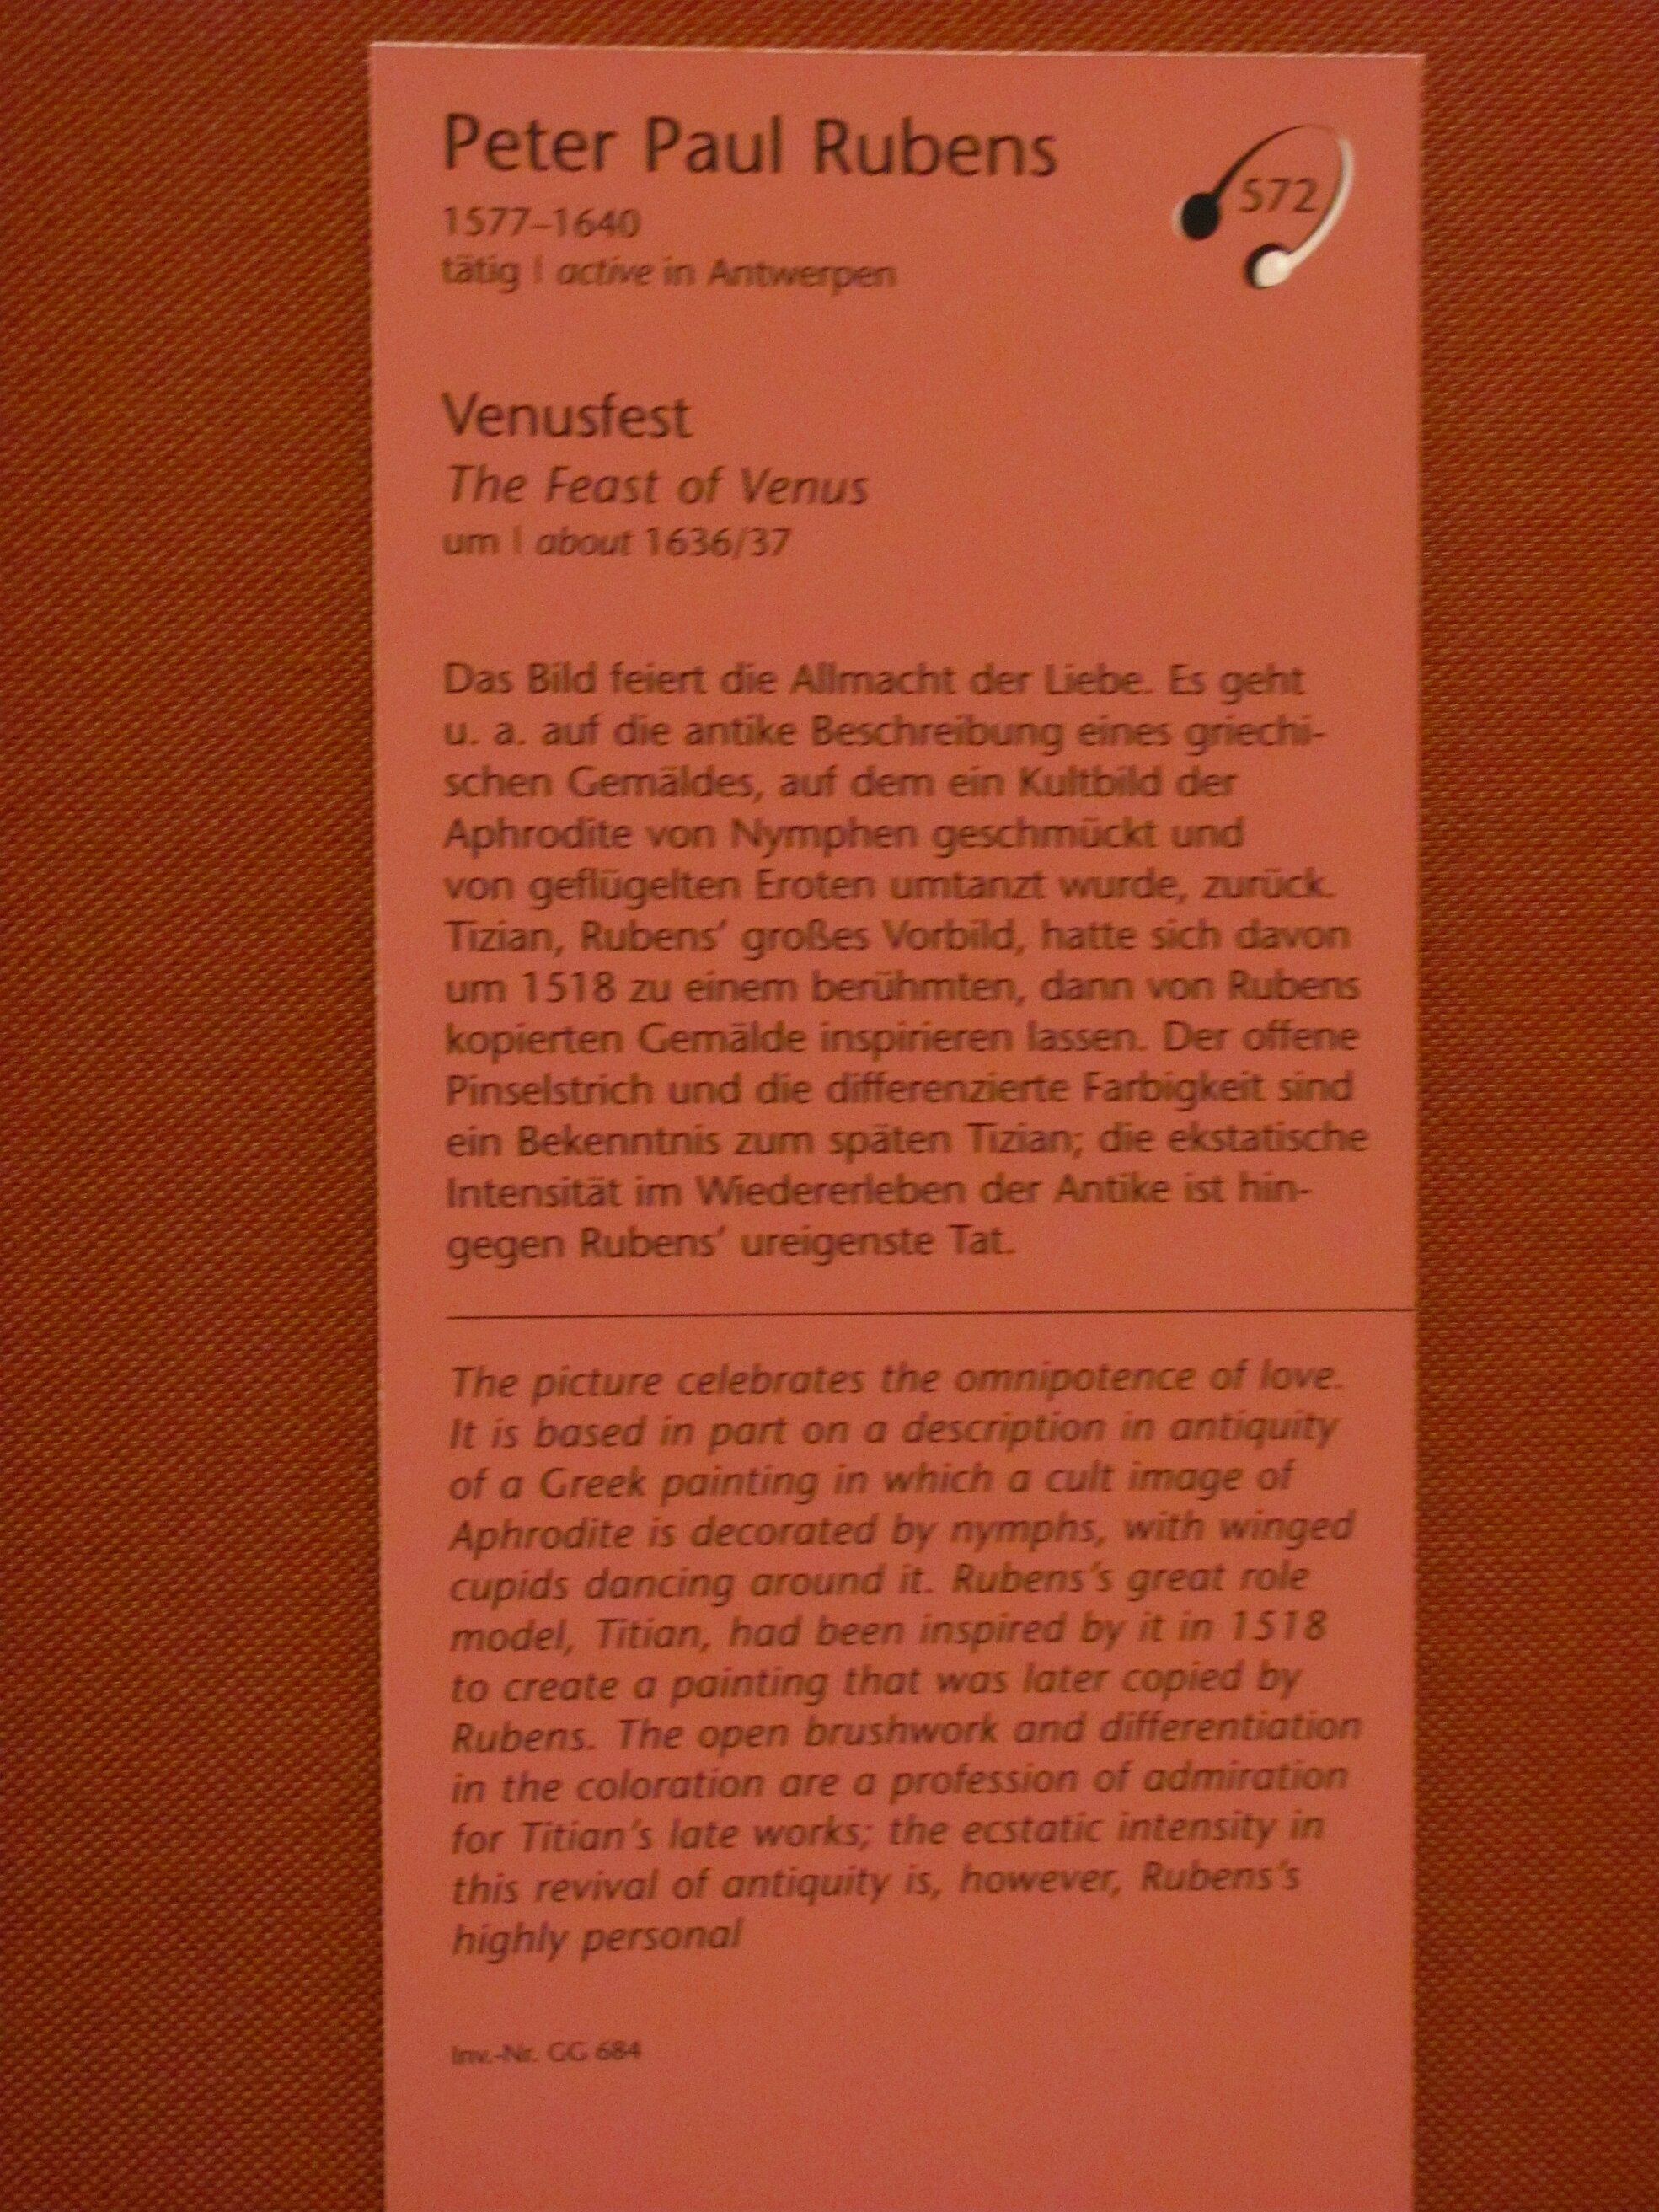 Peter Paul Rubens
572
1577–1640
tätig | active in Antwerpen
Venusfest
The Feast of Venus
um | about 1636/37
Das Bild feiert die Allmacht der Liebe. Es geht
u. a. auf die antike Beschreibung eines griechi-
schen Gemäldes, auf dem ein Kultbild der
Aphrodite von Nymphen geschmückt und
von geflügelten Eroten umtanzt wurde, zurück.
Tizian, Rubens’ großes Vorbild, hatte sich davon
um 1518 zu einem berühmten, dann von Rubens
kopierten Gemälde inspirieren lassen. Der offene
Pinselstrich und die differenzierte Farbigkeit sind
ein Bekenntnis zum späten Tizian; die ekstatische
Intensität im Wiedererleben der Antike ist hin-
gegen Rubens’ ureigenste Tat.
The picture celebrates the omnipotence of love.
It is based in part on a description in antiquity
of a Greek painting in which a cult image of
Aphrodite is decorated by nymphs, with winged
cupids dancing around it. Rubens’s great role
model, Titian, had been inspired by it in 1518
to create a painting that was later copied by
Rubens. The open brushwork and differentiation
in the coloration are a profession of admiration
for Titian’s late works; the ecstatic intensity in
this revival of antiquity is, however, Rubens’s
highly personal
Inv.-Nr. GG 684